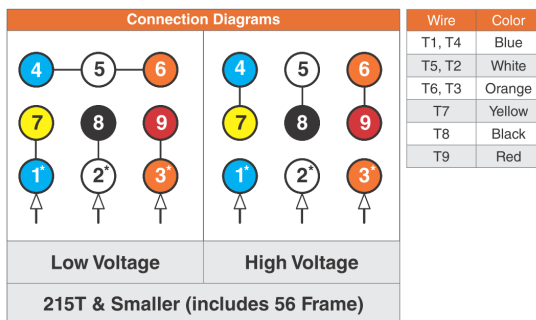 Connection Diagrams
4 5 6 4 5 6
7 8 9 7 8 9
1* 2* 3* 1* 2* 3*
Low Voltage High Voltage
215T & Smaller (includes 56 Frame)
Wire Color
T1, T4 Blue
T5, T2 White
T6, T3 Orange
T7 Yellow
T8 Black
T9 Red